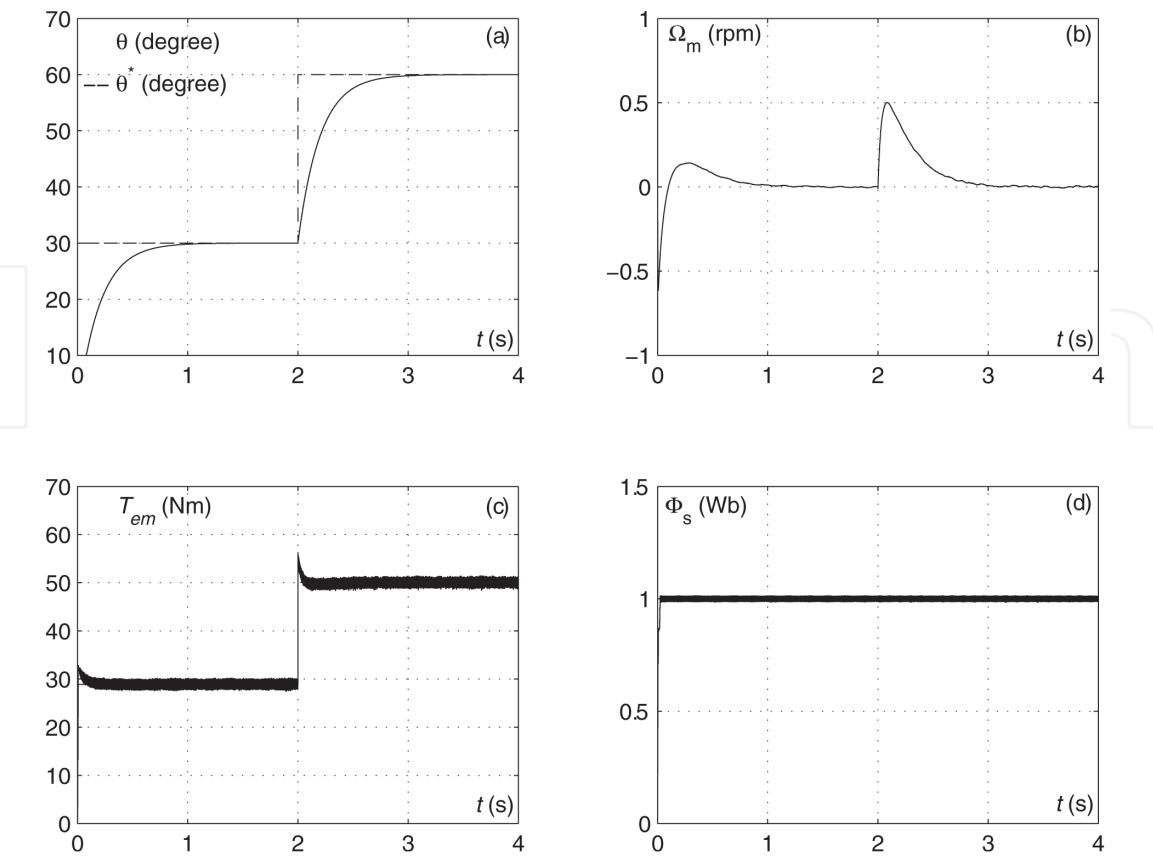 70
θ (degree)
(a)
60
θ* (degree)
50
40
30
20
10
t (s)
0 1 2 3 4
1
Ωm (rpm)
(b)
0.5
0
−0.5
−1
t (s)
0 1 2 3 4
70
Tem (Nm)
(c)
60
50
40
30
20
10
0
t (s)
0 1 2 3 4
1.5
Φs (Wb)
(d)
1
0.5
0
t (s)
0 1 2 3 4